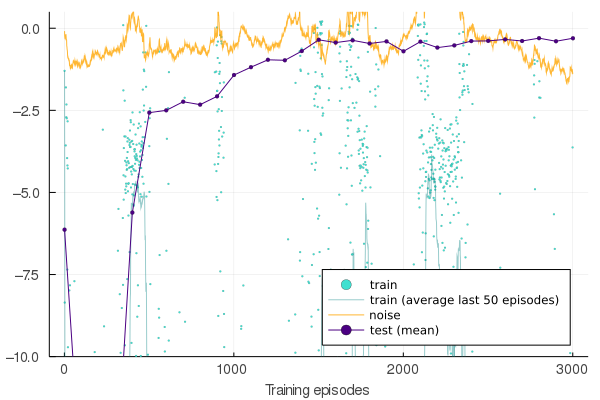 0.0
−2.5
−5.0
−7.5
−10.0
train
train (average last 50 episodes)
noise
test (mean)
0 1000 2000 3000
Training episodes